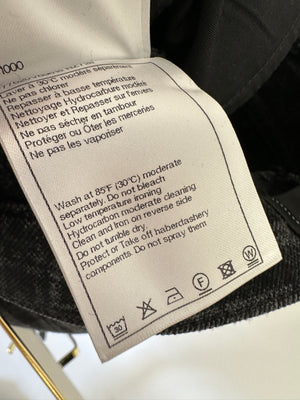 1000
Laver à 30°C modéré séparément
Ne pas chlorer
Repasser à basse température
Nettoyage Hydrocarbure modéré
Nettoyer et Repasser sur l'envers
Ne pas sécher en tambour
Protéger ou Ôter les merceries
Ne pas les vaporiser
Wash at 85°F (30°C) moderate
separately. Do not bleach
Low temperature ironing
Hydrocarbon moderate cleaning
Clean and Iron on reverse side
Do not tumble dry.
Protect or Take off haberdashery
components. Do not spray them
30
F
W